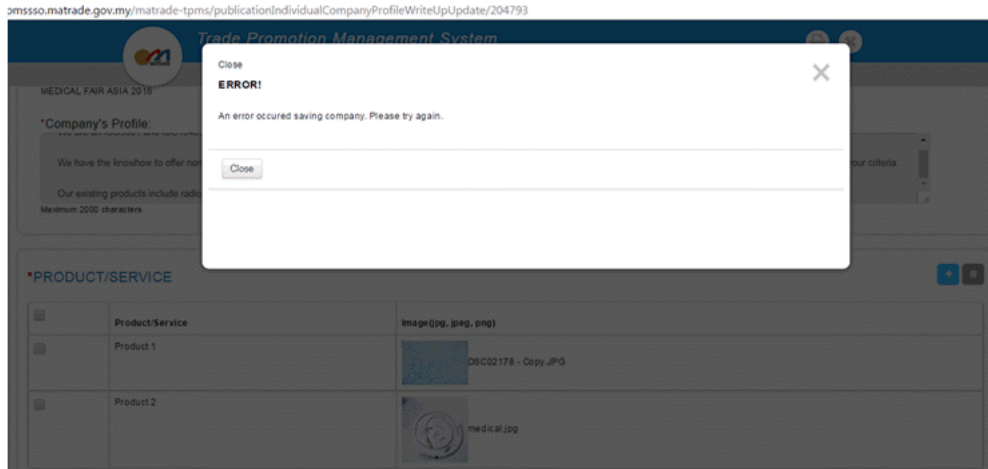 omssso.matrade.gov.my/matrade-tpms/publicationIndividualCompanyProfileWriteUpUpdate/204793
Trade Promotion Management System
Close
ERROR!
An error occured saving company. Please try again.
Close
MEDICAL FAIR ASIA 2016
*Company's Profile:
We have the knowhow to offer
our criteria.
Our existing products include
Maximum 2000 characters
*PRODUCT/SERVICE
Product/Service
Image(jpg, jpeg, png)
Product 1
DSC02178 - Copy.JPG
Product 2
medical.jpg